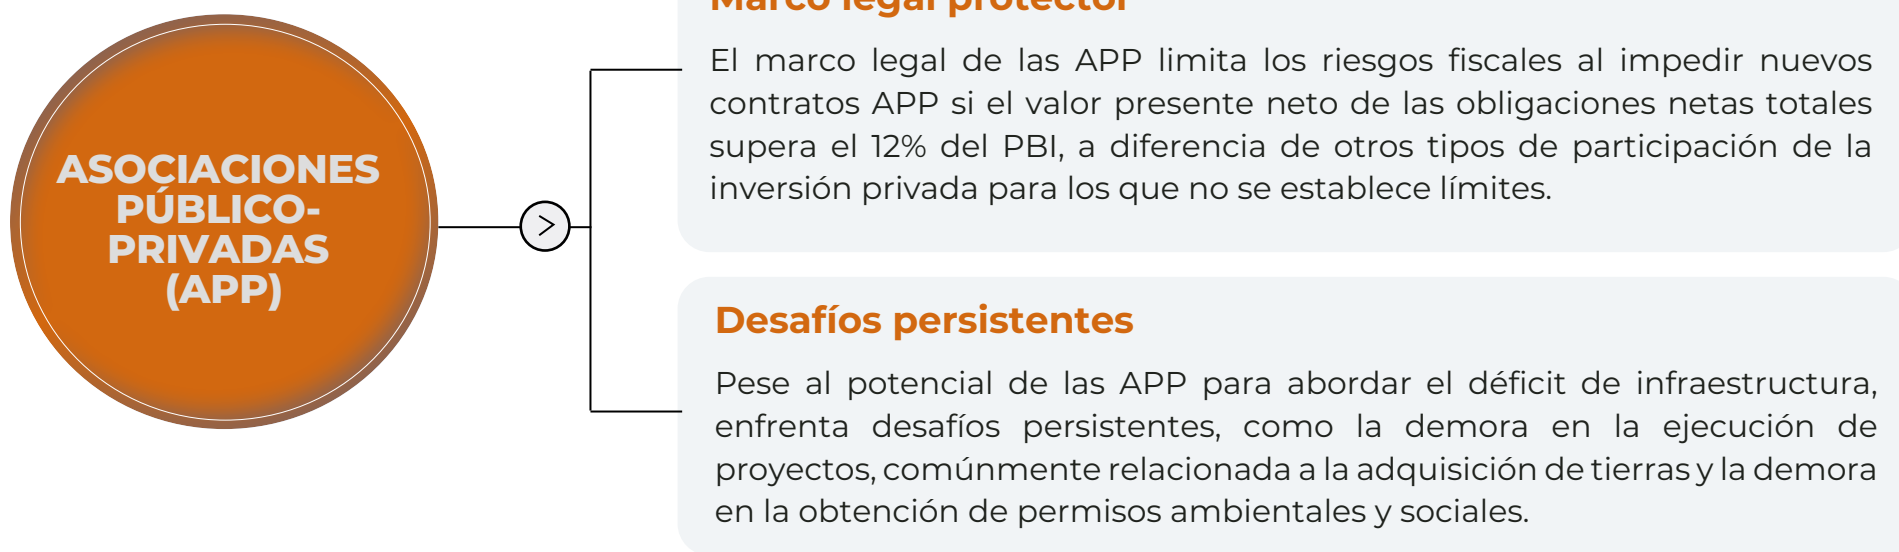 ASOCIACIONES
PÚBLICO-
PRIVADAS
(APP)
Marco legal protector
El marco legal de las APP limita los riesgos fiscales al impedir nuevos
contratos APP si el valor presente neto de las obligaciones netas totales
supera el 12% del PBI, a diferencia de otros tipos de participación de la
inversión privada para los que no se establece límites.
Desafíos persistentes
Pese al potencial de las APP para abordar el déficit de infraestructura,
enfrenta desafíos persistentes, como la demora en la ejecución de
proyectos, comúnmente relacionada a la adquisición de tierras y la demora
en la obtención de permisos ambientales y sociales.